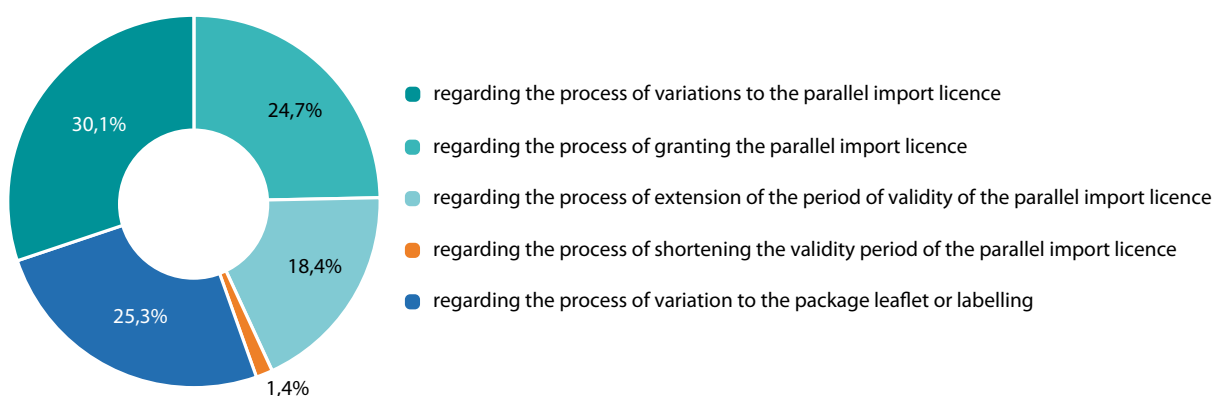 30,1%
24,7%
18,4%
1,4%
25,3%
regarding the process of variations to the parallel import licence
regarding the process of granting the parallel import licence
regarding the process of extension of the period of validity of the parallel import licence
regarding the process of shortening the validity period of the parallel import licence
regarding the process of variation to the package leaflet or labelling